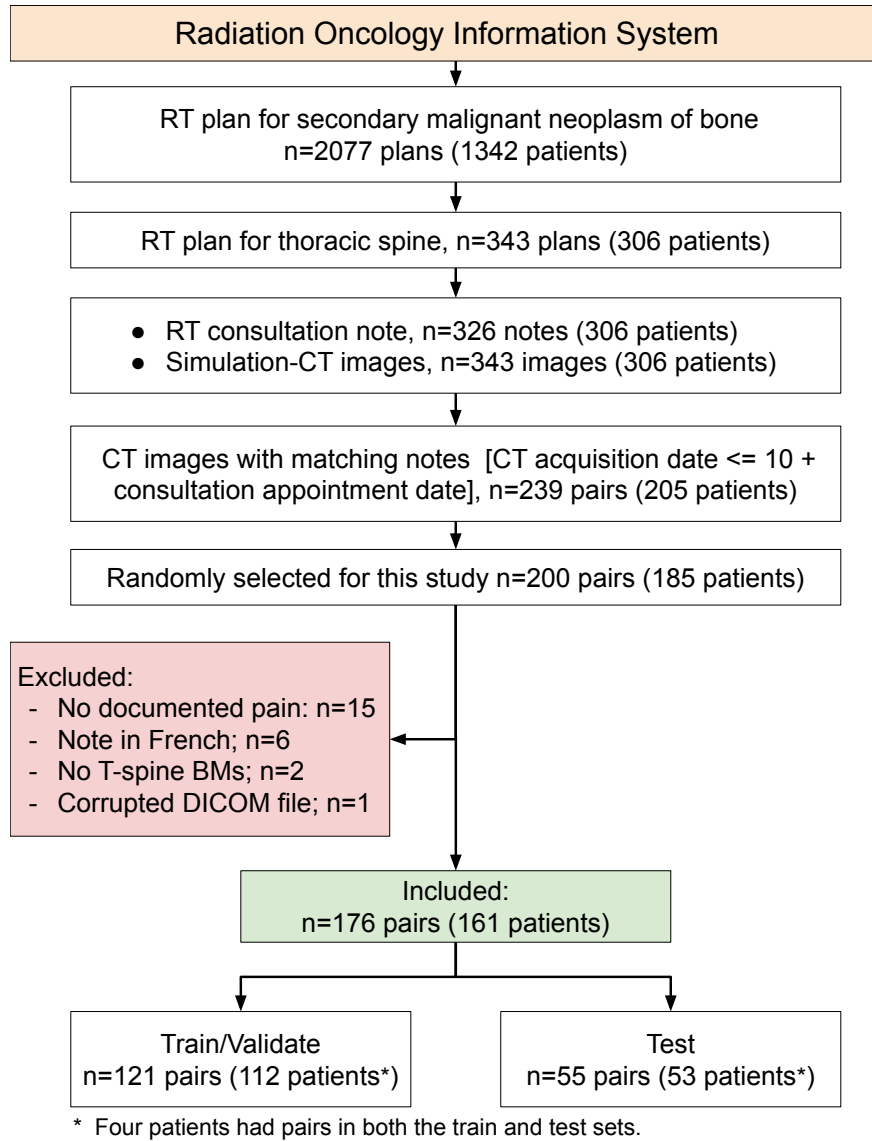 Radiation Oncology Information System
RT plan for secondary malignant neoplasm of bone
n=2077 plans (1342 patients)
RT plan for thoracic spine, n=343 plans (306 patients)
● RT consultation note, n=326 notes (306 patients)
● Simulation-CT images, n=343 images (306 patients)
CT images with matching notes [CT acquisition date <= 10 +
consultation appointment date], n=239 pairs (205 patients)
Randomly selected for this study n=200 pairs (185 patients)
Excluded:
- No documented pain: n=15
- Note in French; n=6
- No T-spine BMs; n=2
- Corrupted DICOM file; n=1
Included:
n=176 pairs (161 patients)
Train/Validate
n=121 pairs (112 patients*)
Test
n=55 pairs (53 patients*)
* Four patients had pairs in both the train and test sets.